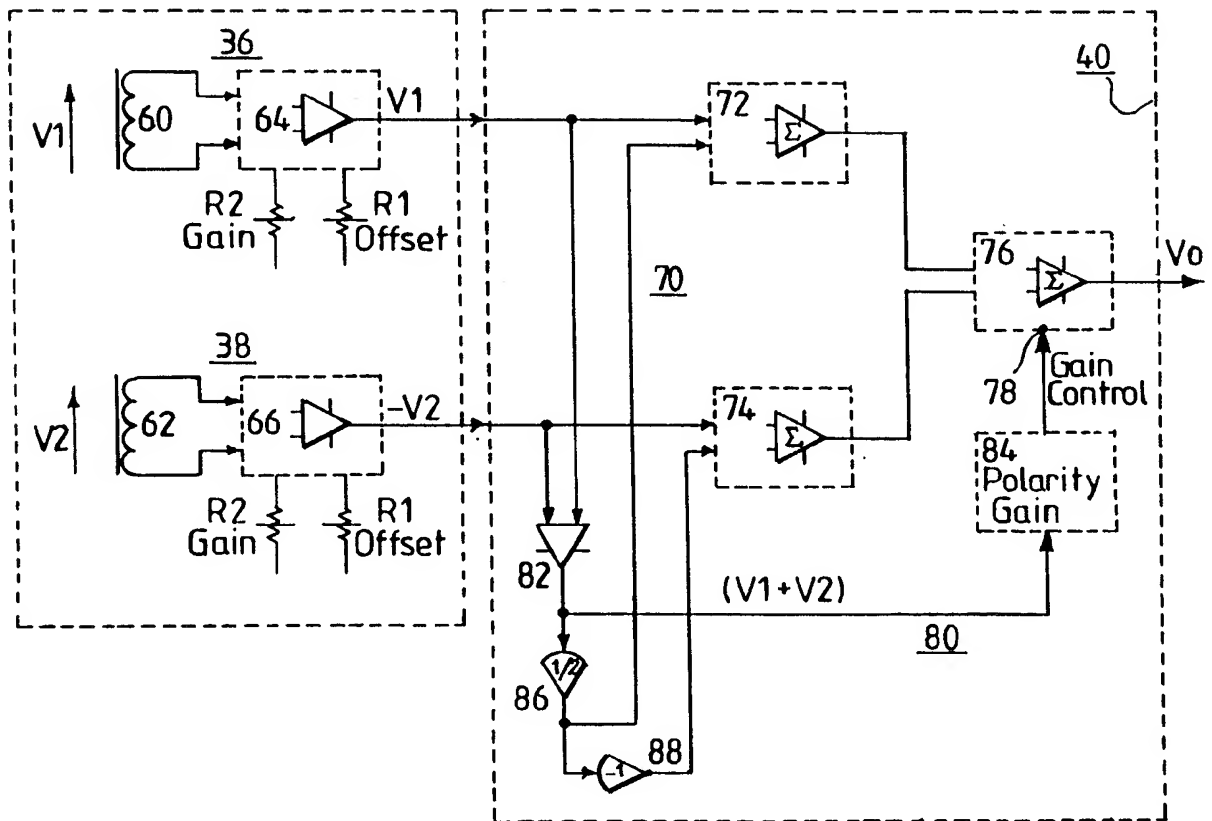 36
V1
60
64
V1
R2
Gain
R1
Offset
38
V2
62
66
-V2
R2
Gain
R1
Offset
40
72
Σ
70
76
Σ
Vo
78
Gain
Control
74
Σ
84
Polarity
Gain
82
(V1+V2)
80
1/2
86
-1
88